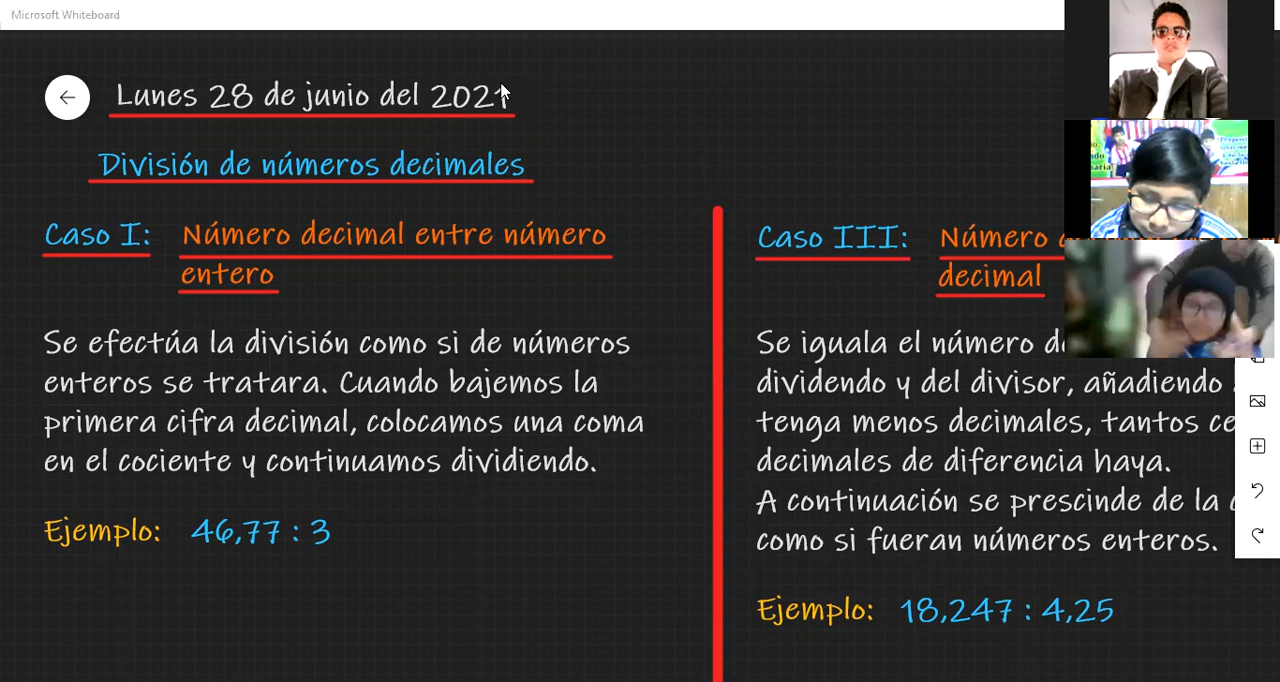 Microsoft Whiteboard
Lunes 28 de junio del 2021
División de números decimales
Caso I: Número decimal entre número
entero
Se efectúa la división como si de números
enteros se tratara. Cuando bajemos la
primera cifra decimal, colocamos una coma
en el cociente y continuamos dividiendo.
Ejemplo: 46,77 : 3
Caso III: Número
decimal
Se iguala el número
dividendo y del divisor, añadiendo
tenga menos decimales, tantos
decimales de diferencia haya.
A continuación se prescinde de la
como si fueran números enteros.
Ejemplo: 18,247 : 4,25